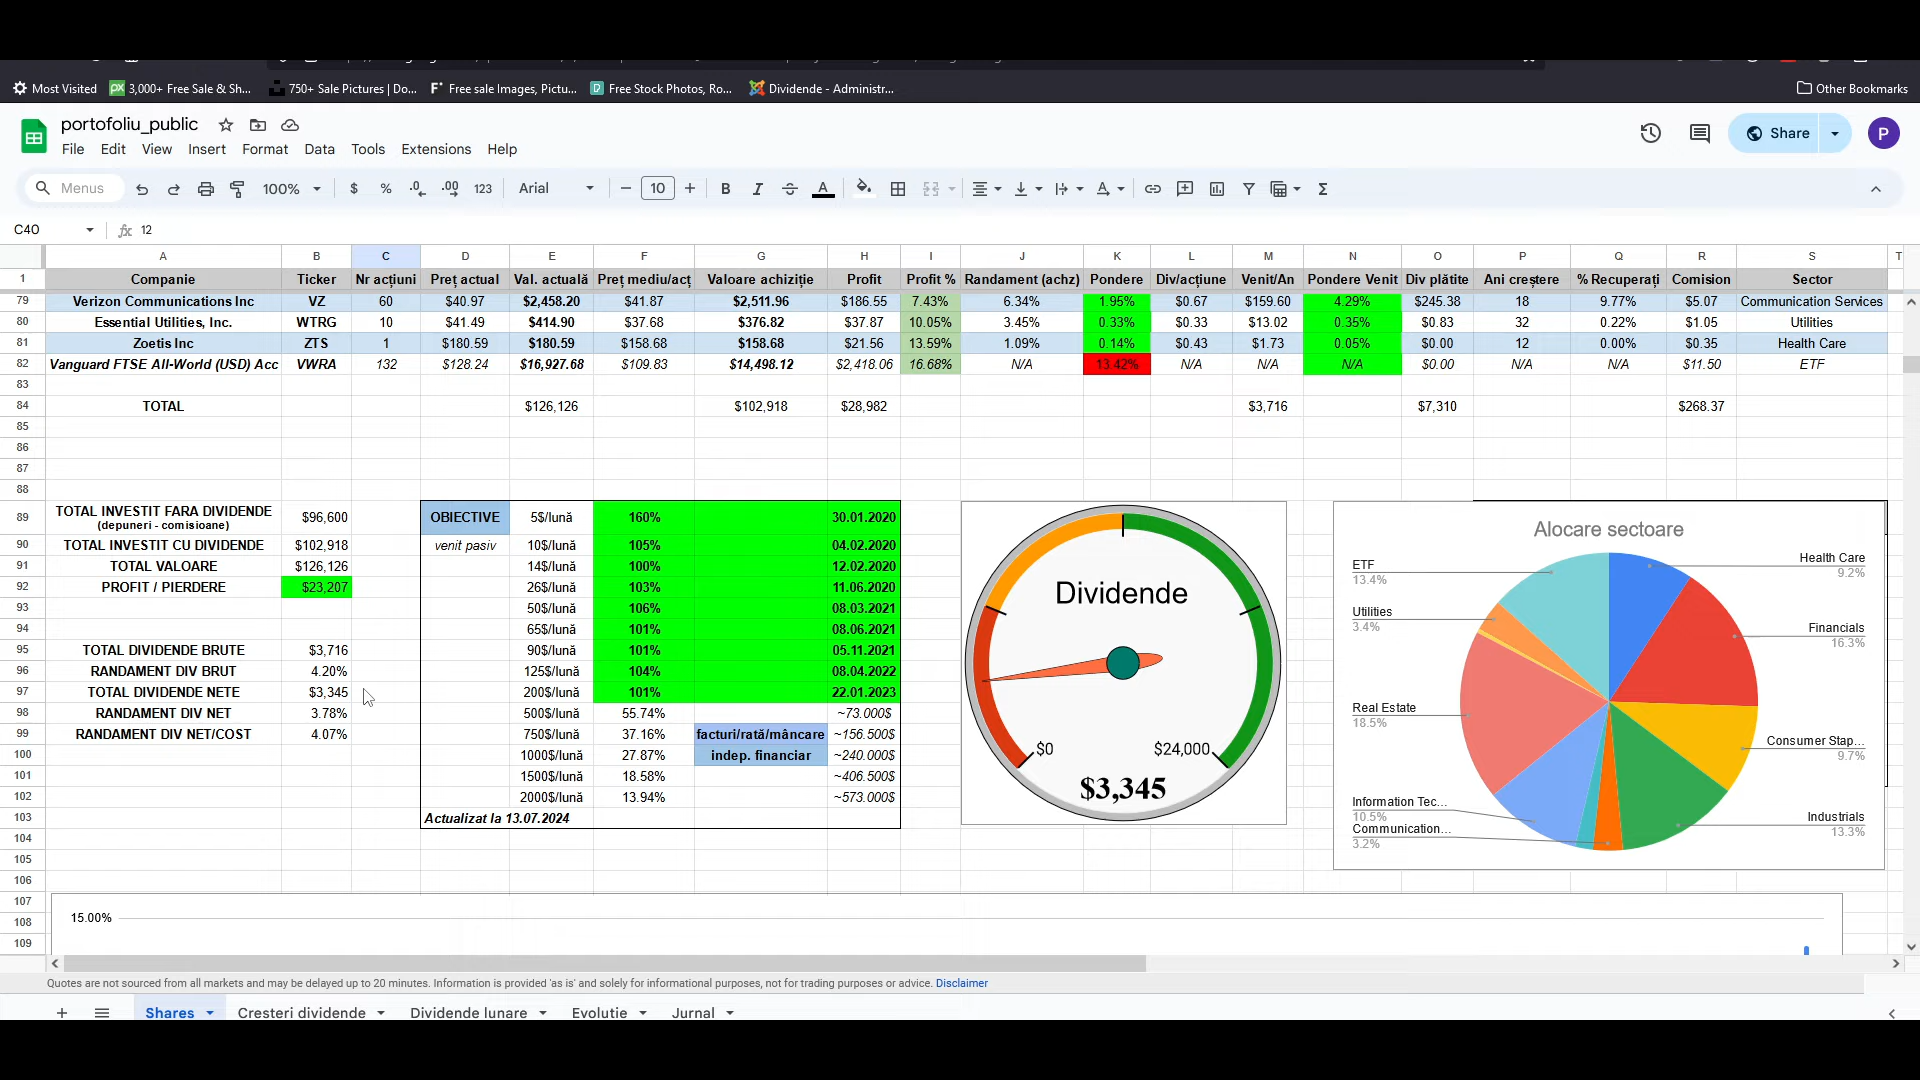 Most Visited 3,000+ Free Sale & Sh... 750+ Sale Pictures | Do... Free sale Images, Pictu... Free Stock Photos, Ro... Dividende - Administr... Other Bookmarks
portofoliu_public
Share P
File Edit View Insert Format Data Tools Extensions Help
Menus 100% $ % .0 .00 123 Arial 10 B I
C40 fx 12
A B C D E F G H I J K L M N O P Q R S T
1 Companie Ticker Nr acțiuni Preț actual Val. actuală Preț mediu/acț Valoare achiziție Profit Profit % Randament (achz) Pondere Div/acțiune Venit/An Pondere Venit Div plătite Ani creștere % Recuperați Comision Sector
79 Verizon Communications Inc VZ 60 $40.97 $2,458.20 $41.87 $2,511.96 $186.55 7.43% 6.34% 1.95% $0.67 $159.60 4.29% $245.38 18 9.77% $5.07 Communication Services
80 Essential Utilities, Inc. WTRG 10 $41.49 $414.90 $37.68 $376.82 $37.87 10.05% 3.45% 0.33% $0.33 $13.02 0.35% $0.83 32 0.22% $1.05 Utilities
81 Zoetis Inc ZTS 1 $180.59 $180.59 $158.68 $158.68 $21.56 13.59% 1.09% 0.14% $0.43 $1.73 0.05% $0.00 12 0.00% $0.35 Health Care
82 Vanguard FTSE All-World (USD) Acc VWRA 132 $128.24 $16,927.68 $109.83 $14,498.12 $2,418.06 16.68% N/A 13.42% N/A N/A N/A $0.00 N/A N/A $11.50 ETF
83
84 TOTAL $126,126 $102,918 $28,982 $3,716 $7,310 $268.37
85
86
87
88
89 TOTAL INVESTIT FARA DIVIDENDE $96,600 OBIECTIVE 5$/lună 160% 30.01.2020
(depuneri - comisioane)
90 TOTAL INVESTIT CU DIVIDENDE $102,918 venit pasiv 10$/lună 105% 04.02.2020
91 TOTAL VALOARE $126,126 14$/lună 100% 12.02.2020
92 PROFIT / PIERDERE $23,207 26$/lună 103% 11.06.2020
93 50$/lună 106% 08.03.2021
94 65$/lună 101% 08.06.2021
95 TOTAL DIVIDENDE BRUTE $3,716 90$/lună 101% 05.11.2021
96 RANDAMENT DIV BRUT 4.20% 125$/lună 104% 08.04.2022
97 TOTAL DIVIDENDE NETE $3,345 200$/lună 101% 22.01.2023
98 RANDAMENT DIV NET 3.78% 500$/lună 55.74% ~73.000$
99 RANDAMENT DIV NET/COST 4.07% 750$/lună 37.16% facturi/rată/mâncare ~156.500$
100 1000$/lună 27.87% indep. financiar ~240.000$
101 1500$/lună 18.58% ~406.500$
102 2000$/lună 13.94% ~573.000$
103 Actualizat la 13.07.2024
104
105
106
107
108
109
Dividende
$0 $24,000
$3,345
Alocare sectoare
ETF
13.4%
Utilities
3.4%
Real Estate
18.5%
Information Tec...
10.5%
Communication...
3.2%
Health Care
9.2%
Financials
16.3%
Consumer Stap...
9.7%
Industrials
13.3%
15.00%
Quotes are not sourced from all markets and may be delayed up to 20 minutes. Information is provided 'as is' and solely for informational purposes, not for trading purposes or advice. Disclaimer
Shares Cresteri dividende Dividende lunare Evolutie Jurnal